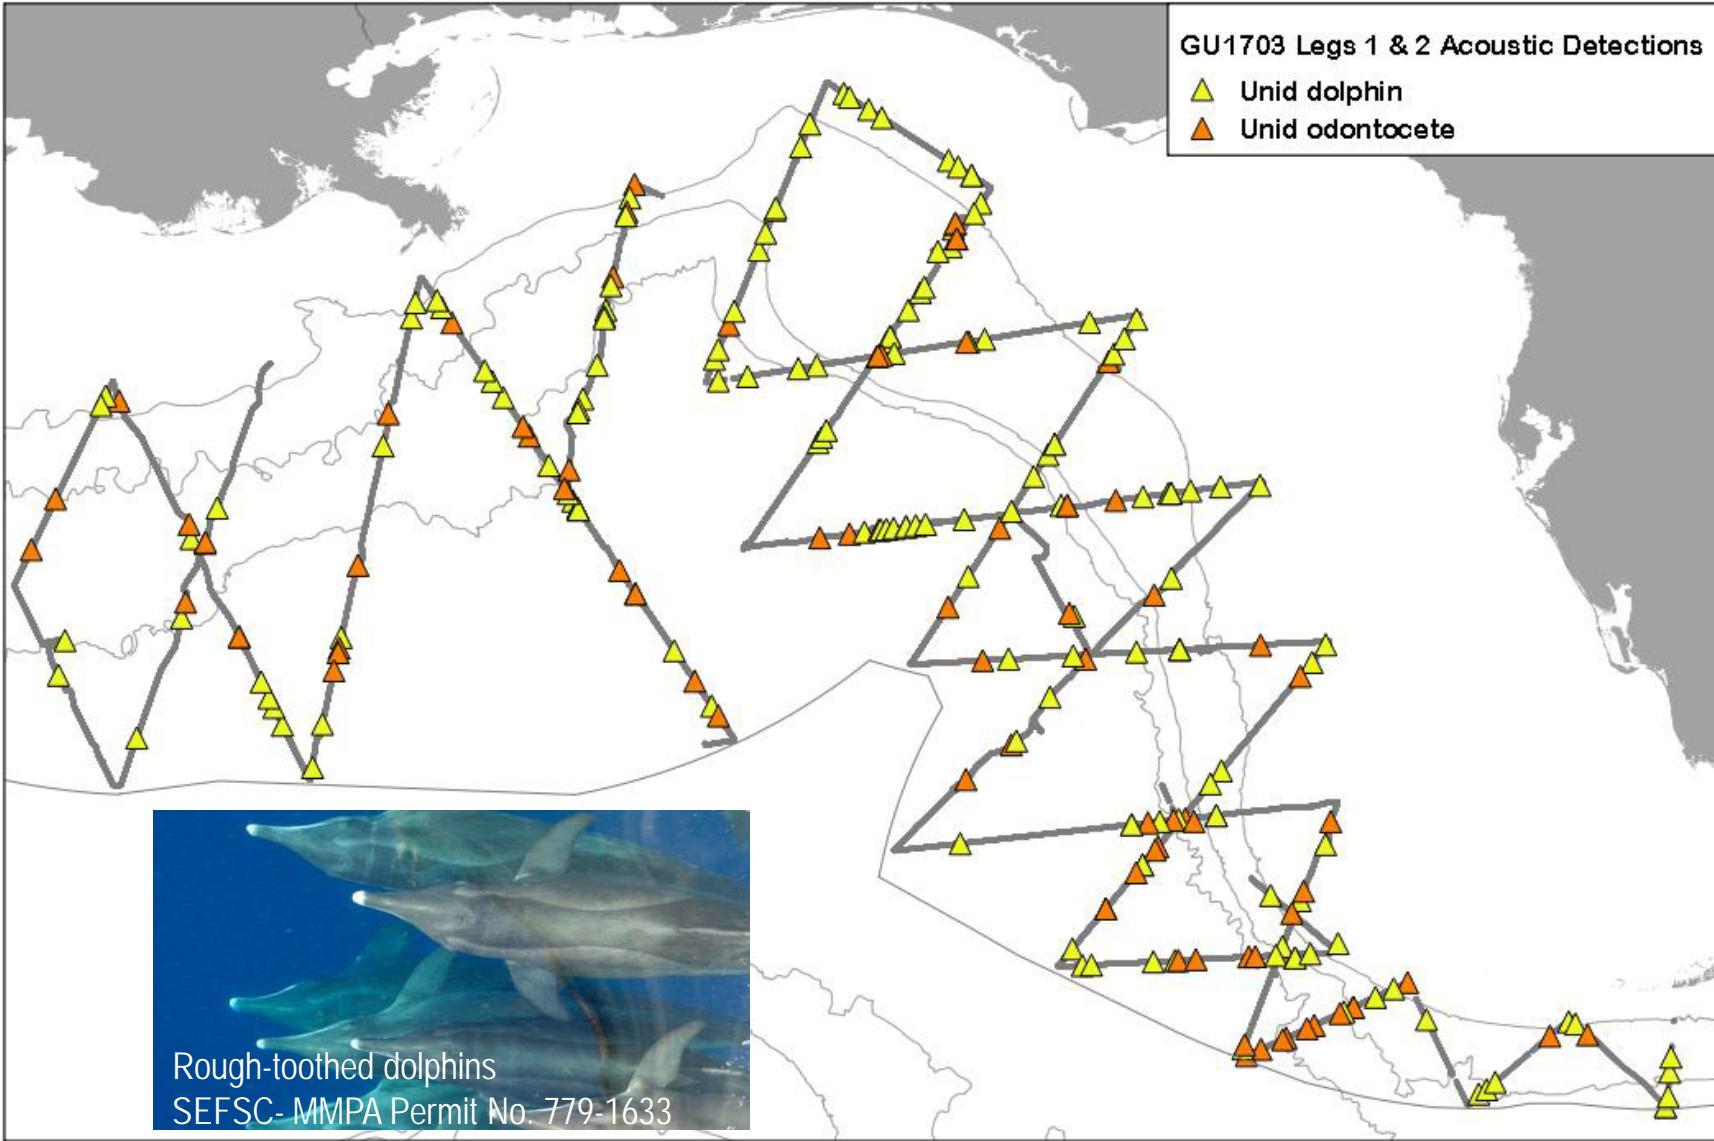 GU1703 Legs 1 & 2 Acoustic Detections
Unid dolphin
Unid odontocete
Rough-toothed dolphins
SEFSC- MMPA Permit No. 779-1633